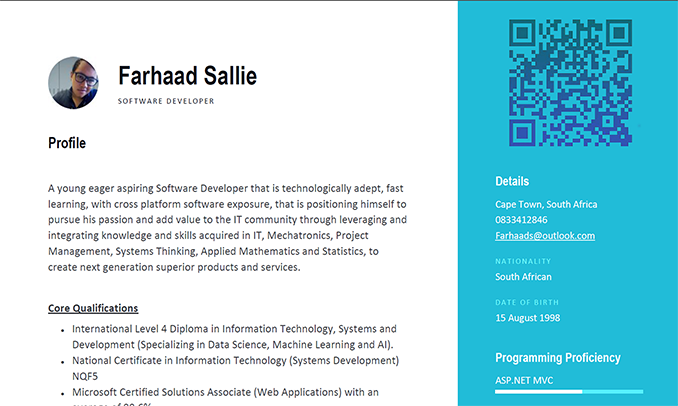 Farhaad Sallie
SOFTWARE DEVELOPER
Profile
A young eager aspiring Software Developer that is technologically adept, fast
learning, with cross platform software exposure, that is positioning himself to
pursue his passion and add value to the IT community through leveraging and
integrating knowledge and skills acquired in IT, Mechatronics, Project
Management, Systems Thinking, Applied Mathematics and Statistics, to
create next generation superior products and services.
Core Qualifications
• International Level 4 Diploma in Information Technology, Systems and
Development (Specializing in Data Science, Machine Learning and AI).
• National Certificate in Information Technology (Systems Development)
NQF5
• Microsoft Certified Solutions Associate (Web Applications) with an
Details
Cape Town, South Africa
0833412846
Farhaads@outlook.com
NATIONALITY
South African
DATE OF BIRTH
15 August 1998
Programming Proficiency
ASP.NET MVC